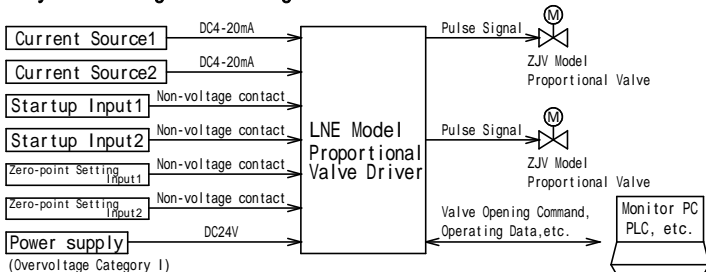 Current Source1
DC4-20mA
Current Source2
DC4-20mA
Startup Input1
Non-voltage contact
Startup Input2
Non-voltage contact
Zero-point Setting
Input1
Non-voltage contact
Zero-point Setting
Input2
Non-voltage contact
Power supply
DC24V
(Overvoltage Category I)
LNE Model
Proportional
Valve Driver
Pulse Signal
M
ZJV Model
Proportional Valve
Pulse Signal
M
ZJV Model
Proportional Valve
Valve Opening Command,
Operating Data,etc.
Monitor PC
PLC, etc.